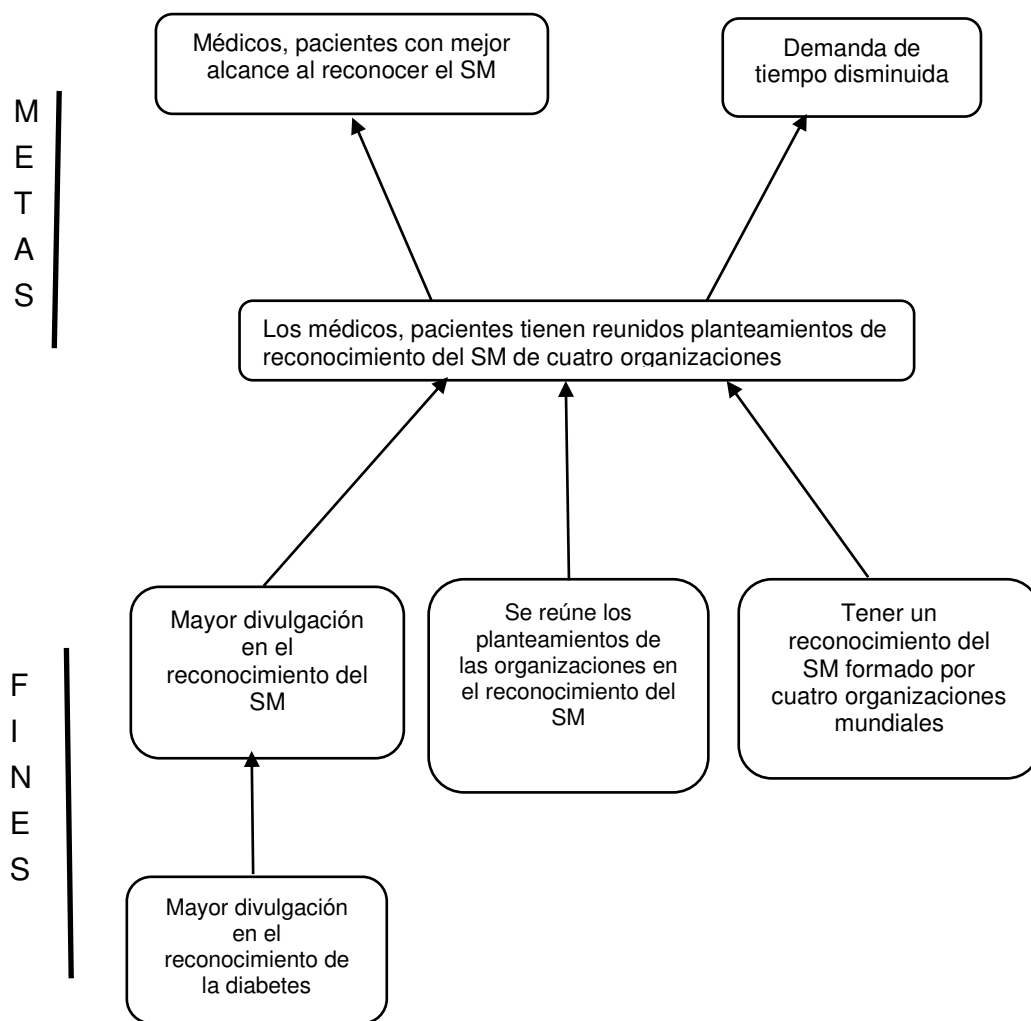 Médicos, pacientes con mejor
alcance al reconocer el SM
Demanda de
tiempo disminuida
M
E
T
A
S
Los médicos, pacientes tienen reunidos planteamientos de
reconocimiento del SM de cuatro organizaciones
Mayor divulgación
en el
reconocimiento del
SM
Se reúne los
planteamientos de
las organizaciones en
el reconocimiento del
SM
Tener un
reconocimiento del
SM formado por
cuatro organizaciones
mundiales
F
I
N
E
S
Mayor divulgación
en el
reconocimiento de
la diabetes